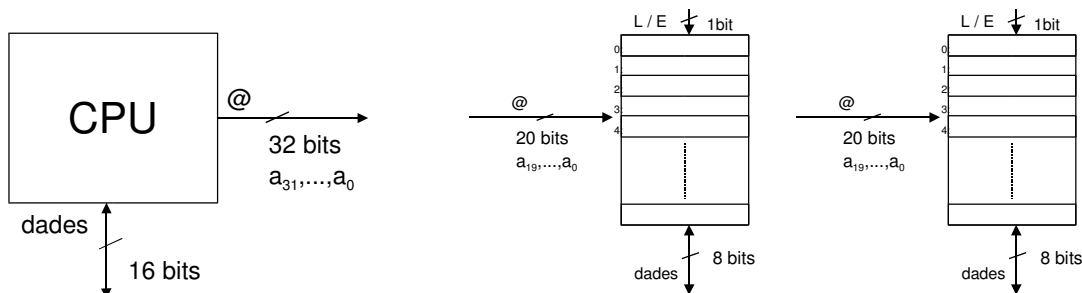 CPU
@
32 bits
a31,...,a0
dades
16 bits
L / E
1bit
0
1
2
3
4
@
20 bits
a19,...,a0
dades
8 bits
L / E
1bit
0
1
2
3
4
@
20 bits
a19,...,a0
dades
8 bits